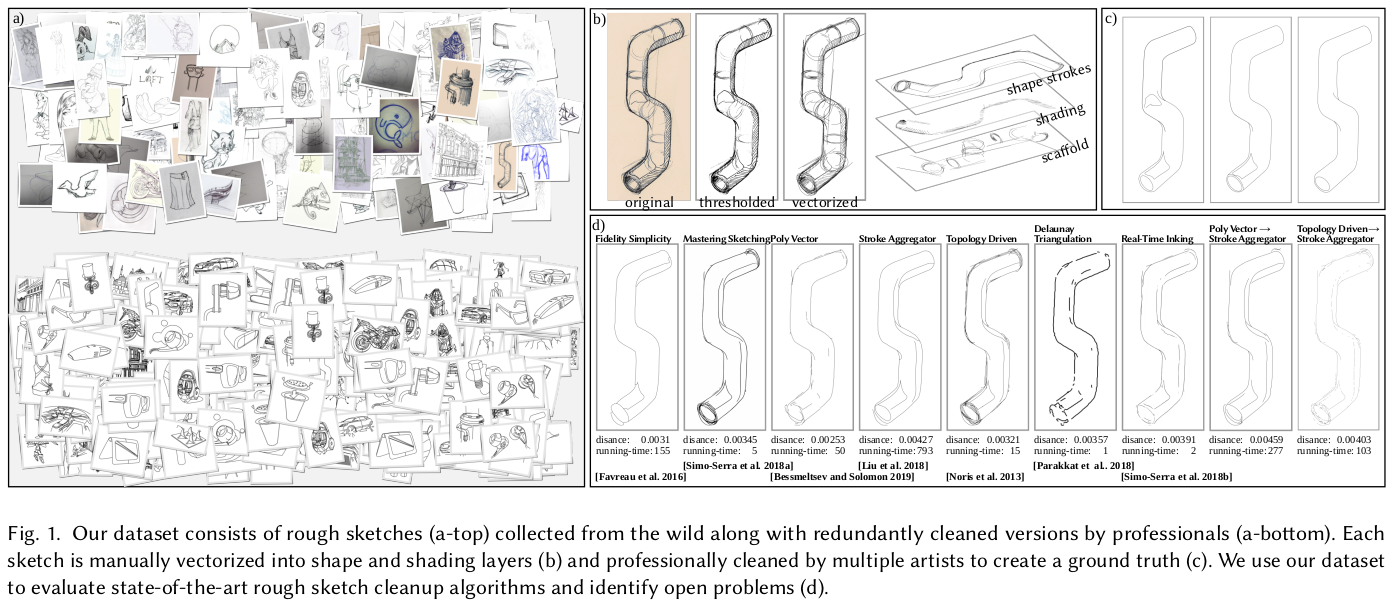 a)
LOFT
b)
original
thresholded
vectorized
shape strokes
shading
scaffold
c)
d)
Fidelity Simplicity
Mastering Sketching
Poly Vector
Stroke Aggregator
Topology Driven
Delaunay
Triangulation
Real-Time Inking
Poly Vector →
Stroke Aggregator
Topology Driven→
Stroke Aggregator
disance: 0.0031
running-time: 155
disance: 0.00345
running-time: 5
disance: 0.00253
running-time: 50
disance: 0.00427
running-time: 793
disance: 0.00321
running-time: 15
disance: 0.00357
running-time: 1
disance: 0.00391
running-time: 2
disance: 0.00459
running-time: 277
disance: 0.00403
running-time: 103
[Favreau et am. 2016]
[Simo-Serra et al. 2018a]
[Bessmeltsev and Solomon 2019]
[Liu et al. 2018]
[Noris et al. 2013]
[Parakkat et al.. 2018]
[Simo-Serra et al. 2018b]
Fig. 1. Our dataset consists of rough sketches (a-top) collected from the wild along with redundantly cleaned versions by professionals (a-bottom). Each
sketch is manually vectorized into shape and shading layers (b) and professionally cleaned by multiple artists to create a ground truth (c). We use our dataset
to evaluate state-of-the-art rough sketch cleanup algorithms and identify open problems (d).